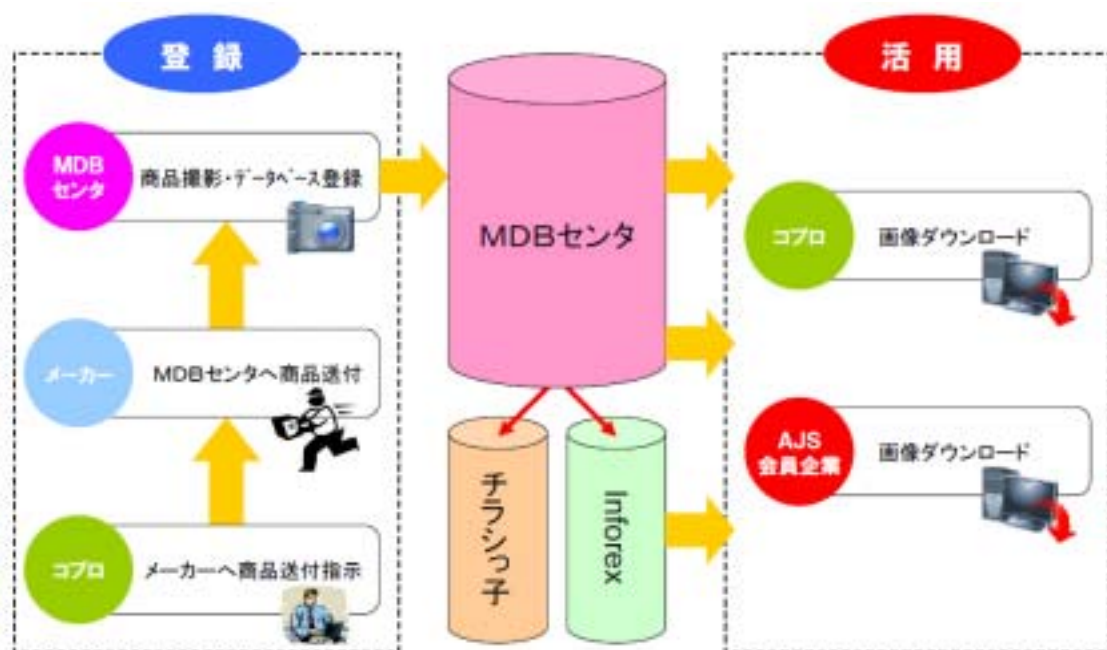 登 録
MDB
センタ
商品撮影・データベース登録
メーカー
MDBセンタへ商品送付
コプロ
メーカーへ商品送付指示
MDBセンタ
チラシっ子
Inforex
活 用
コプロ
画像ダウンロード
AJS
会員企業
画像ダウンロード